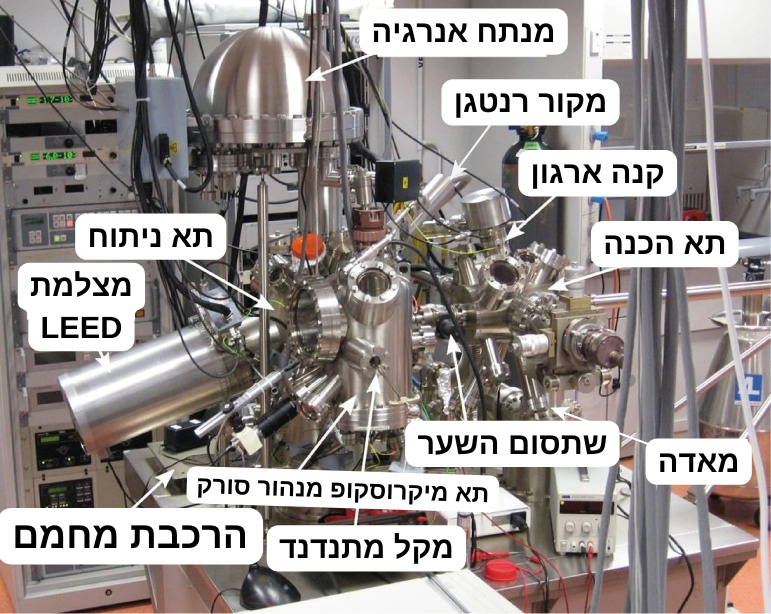 מנתח אנרגיה
מקור רנטגן
קנה ארגון
תא ניתוח
תא הכנה
מצלמת
LEED
שתסום השער
מאדה
תא מיקרוסקופ מנהור סורק
הרכבת מחמם
מקל מתנדנד